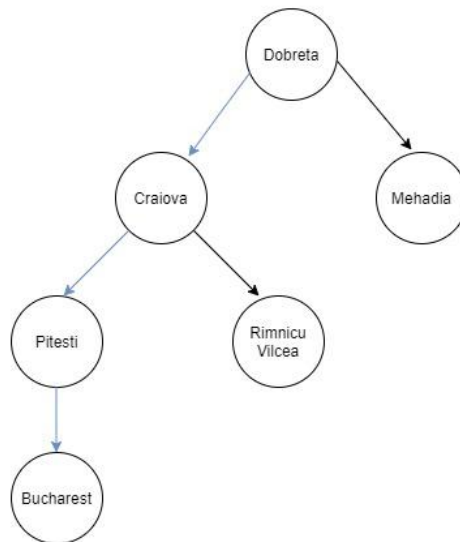 Dobreta
Craiova
Mehadia
Pitesti
Rimnicu
Vilcea
Bucharest